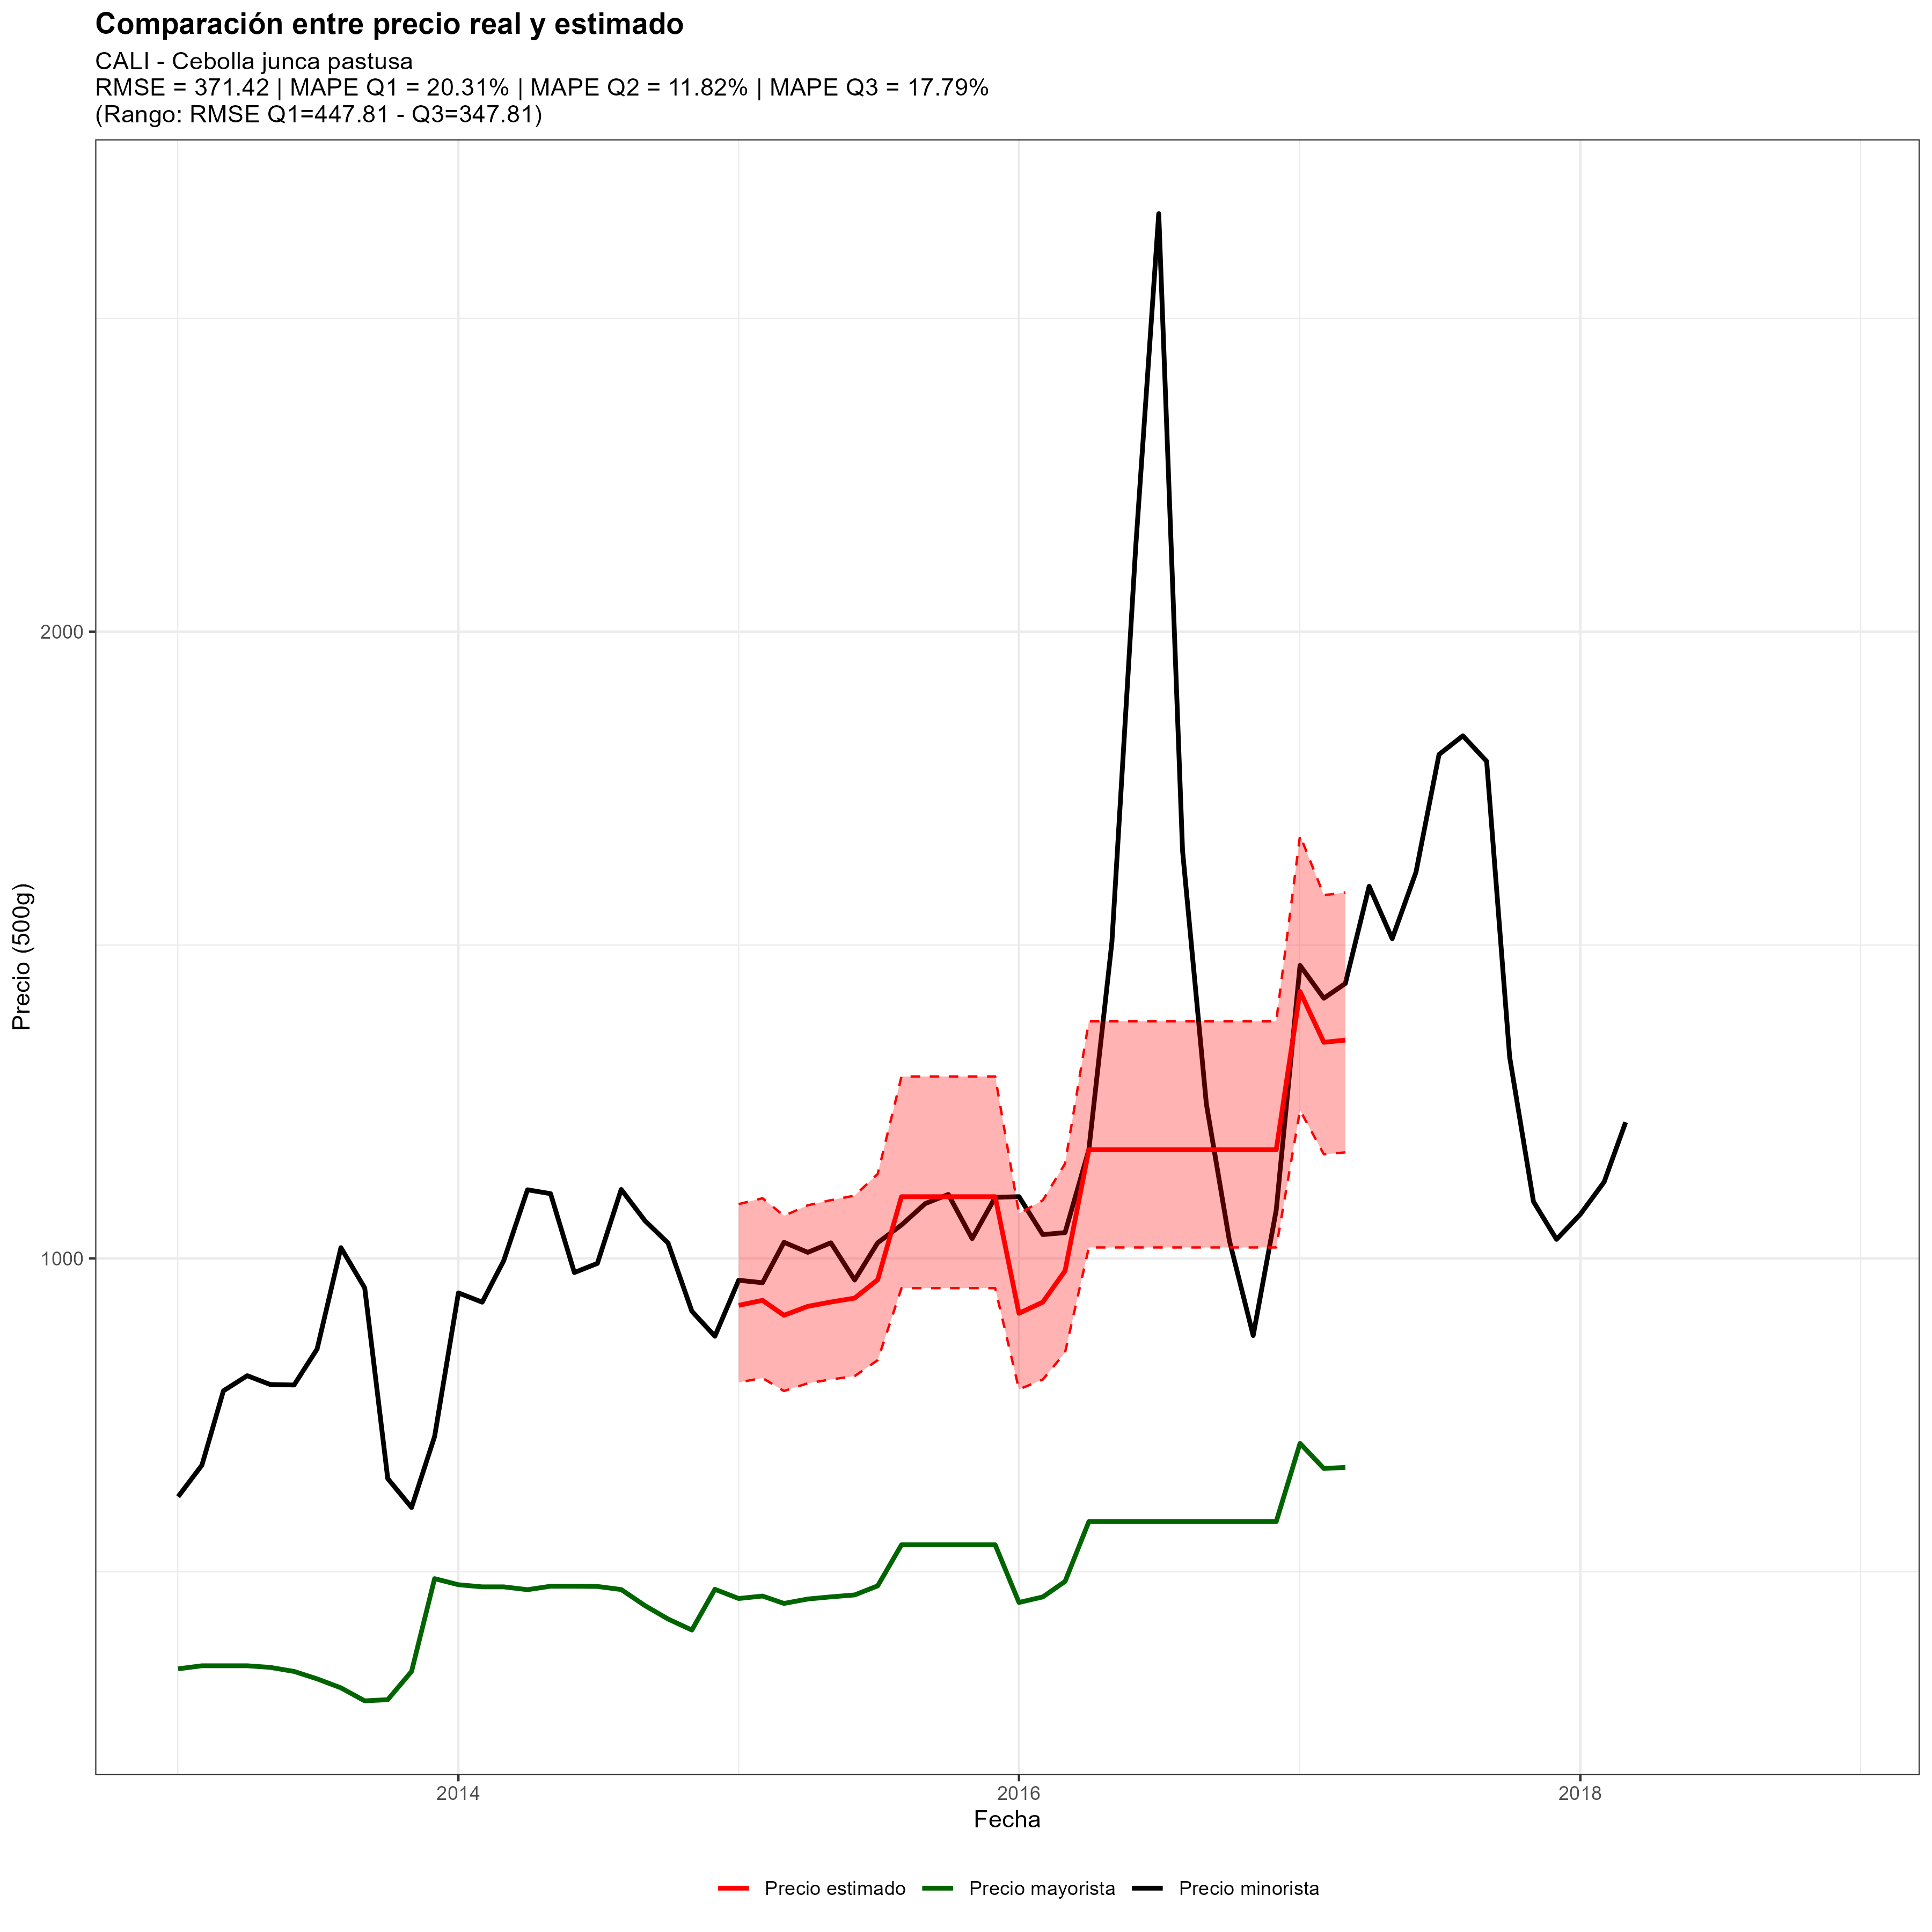 Comparación entre precio real y estimado
CALI - Cebolla junca pastusa
RMSE = 371.42 | MAPE Q1 = 20.31% | MAPE Q2 = 11.82% | MAPE Q3 = 17.79%
(Rango: RMSE Q1=447.81 - Q3=347.81)
Precio (500g)
2000
1000
2014
2016
2018
Fecha
Precio estimado
Precio mayorista
Precio minorista